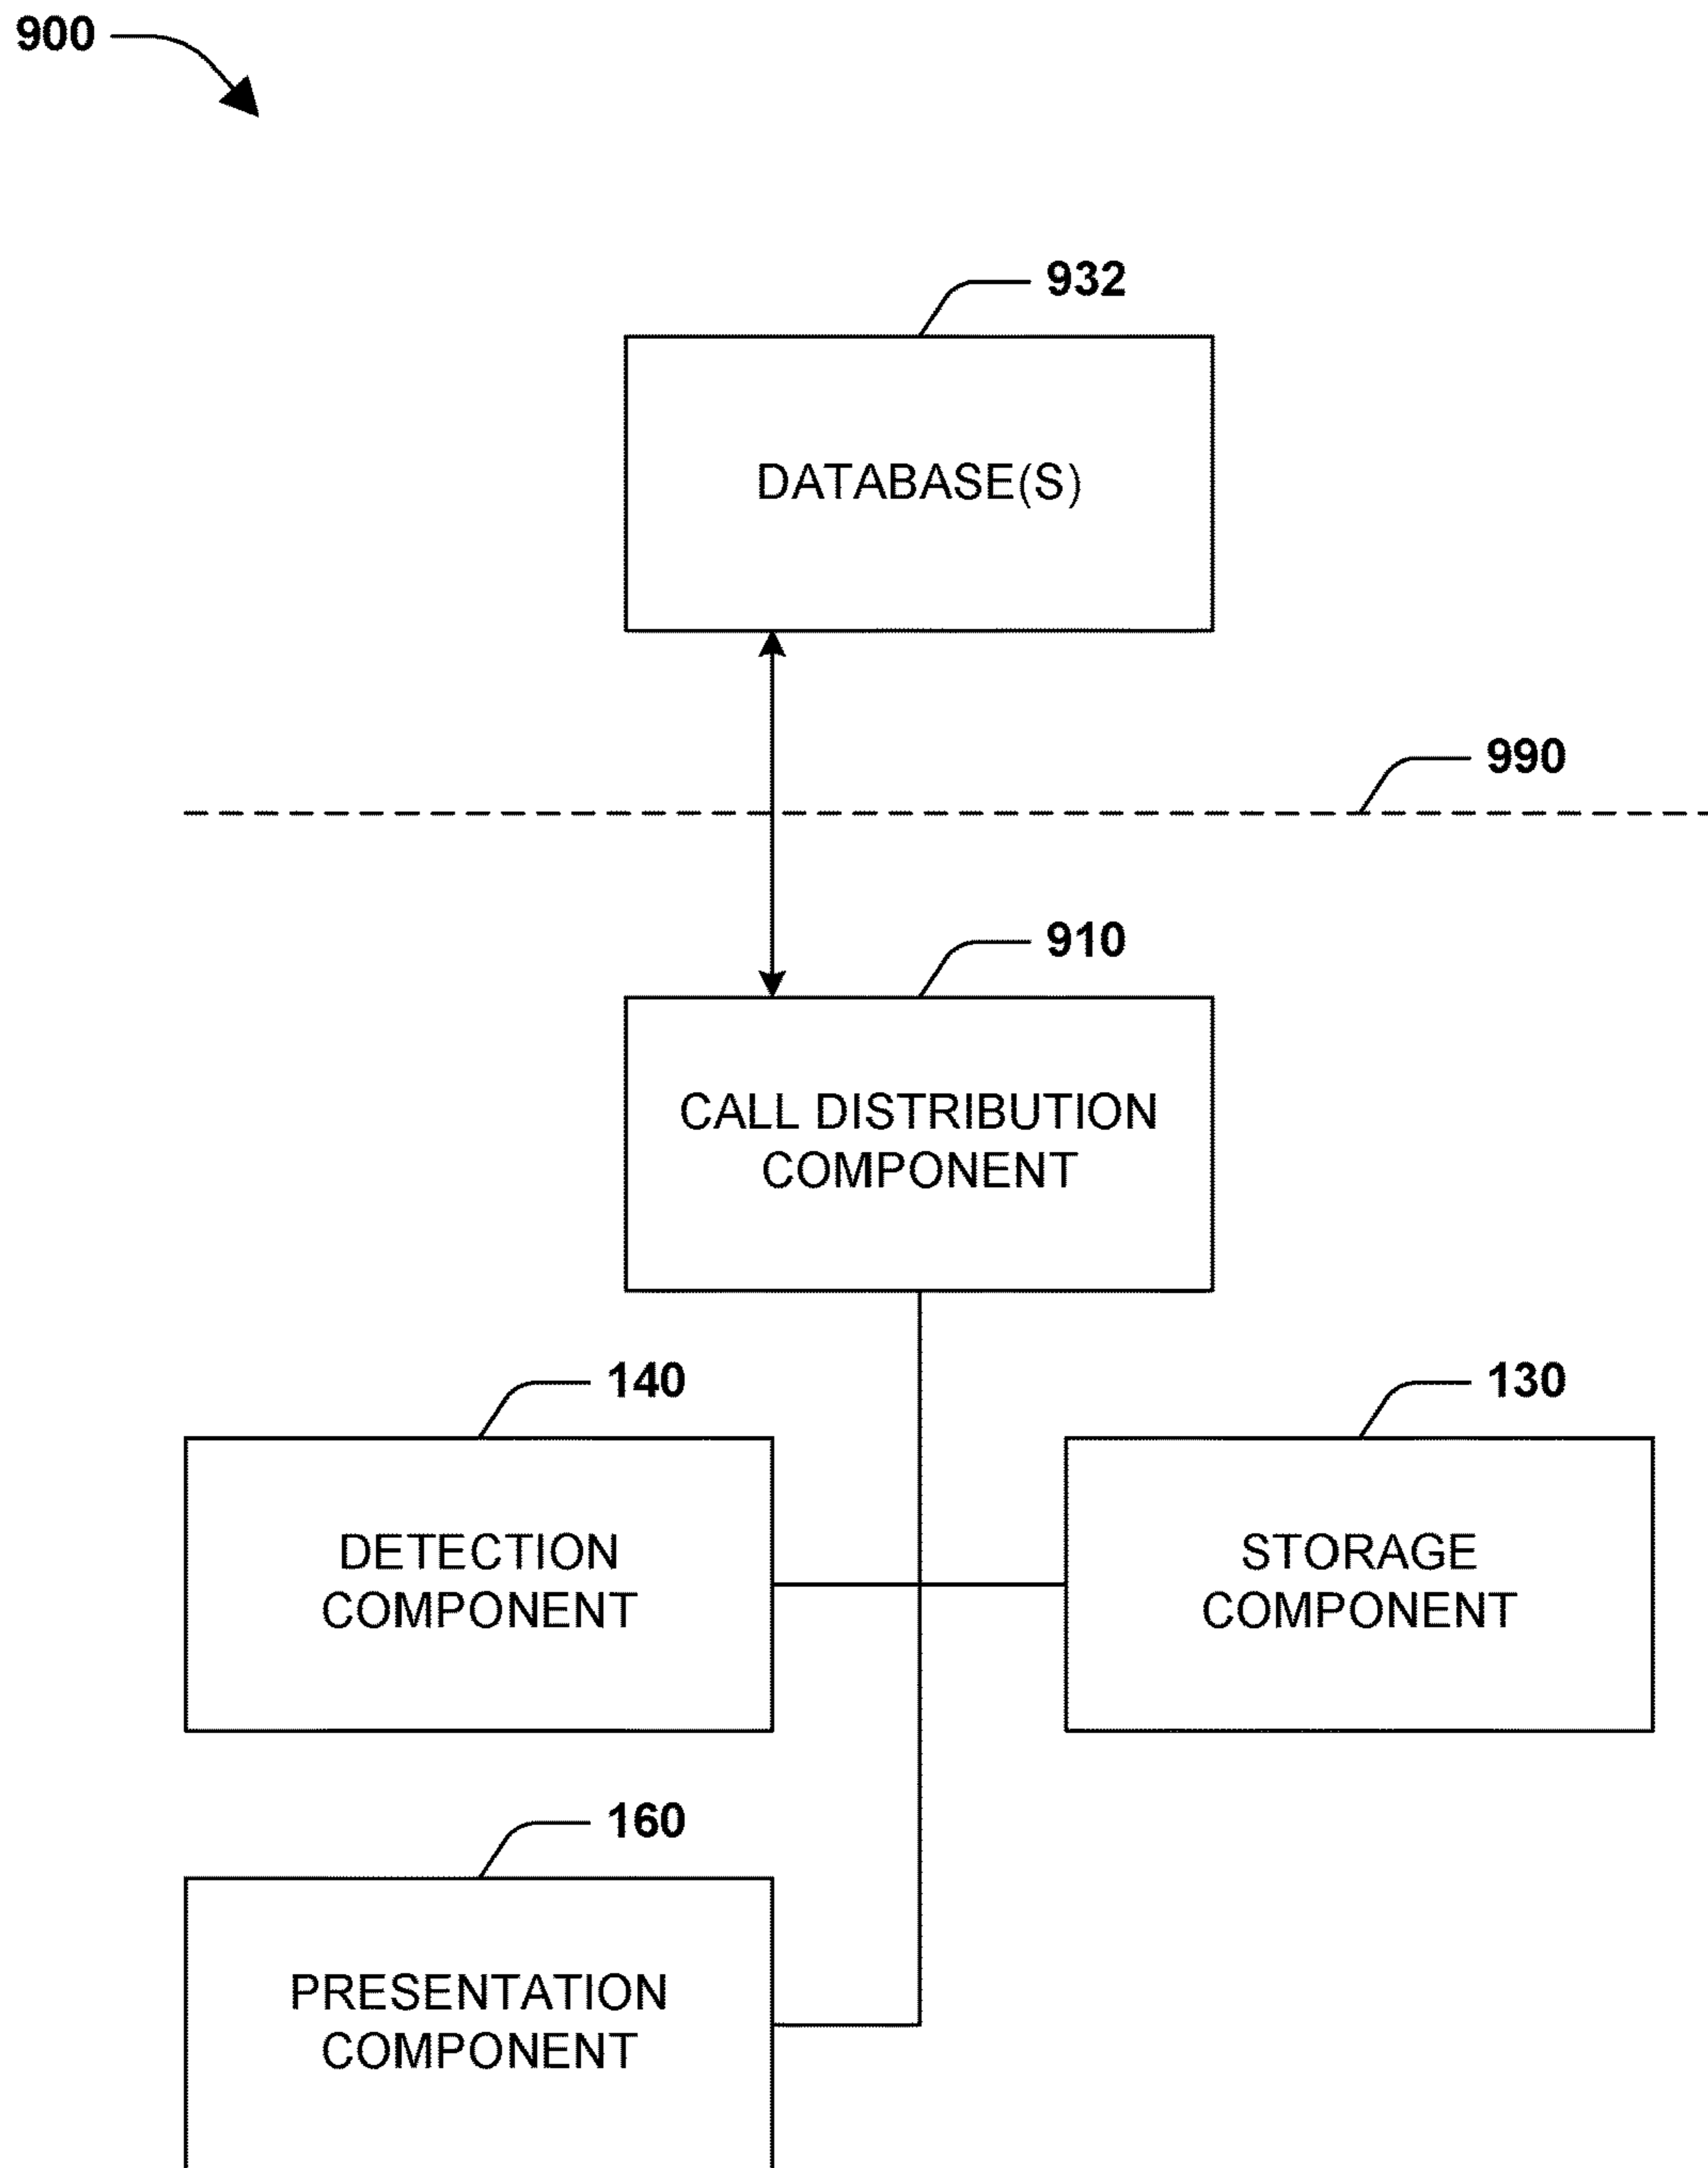 900
932
DATABASE(S)
990
910
CALL DISTRIBUTION
COMPONENT
140
130
DETECTION
COMPONENT
STORAGE
COMPONENT
160
PRESENTATION
COMPONENT